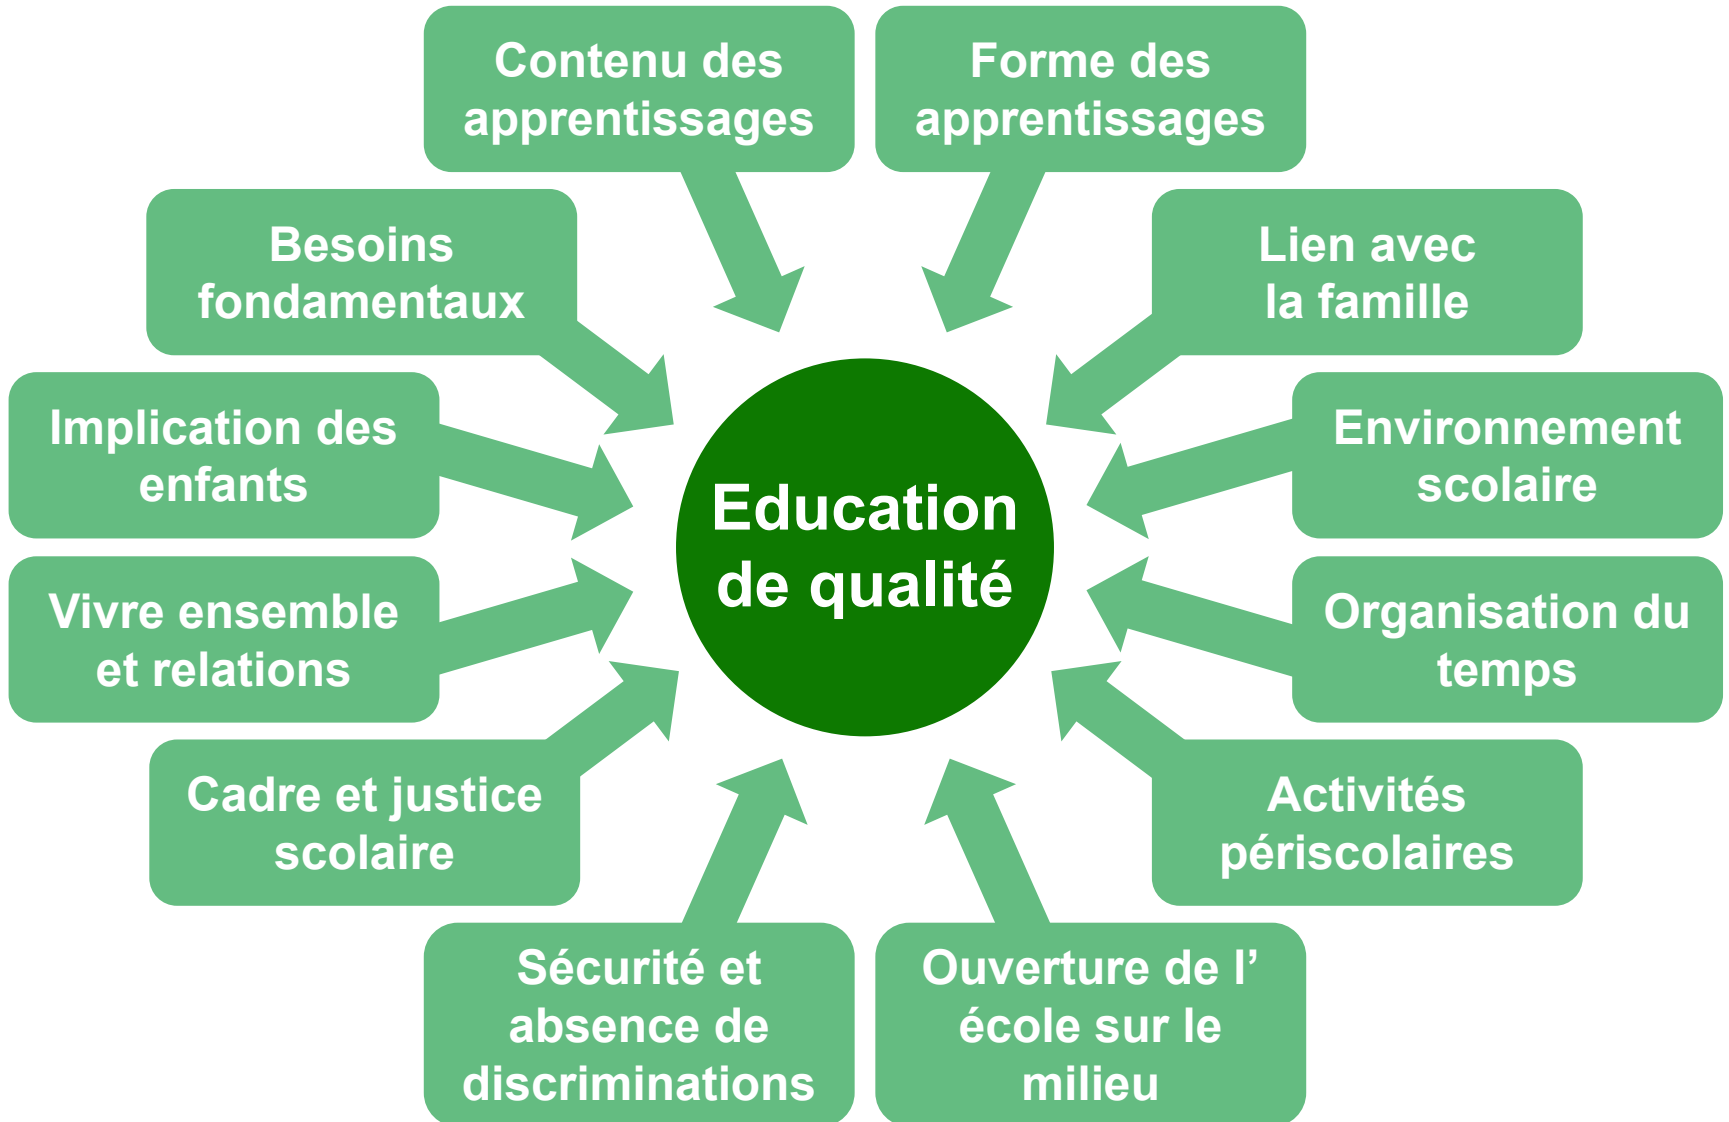 Contenu des
apprentissages
Forme des
apprentissages
Besoins
fondamentaux
Lien avec
la famille
Implication des
enfants
Environnement
scolaire
Education
de qualité
Vivre ensemble
et relations
Organisation du
temps
Cadre et justice
scolaire
Activités
périscolaires
Sécurité et
absence de
discriminations
Ouverture de l’
école sur le
milieu